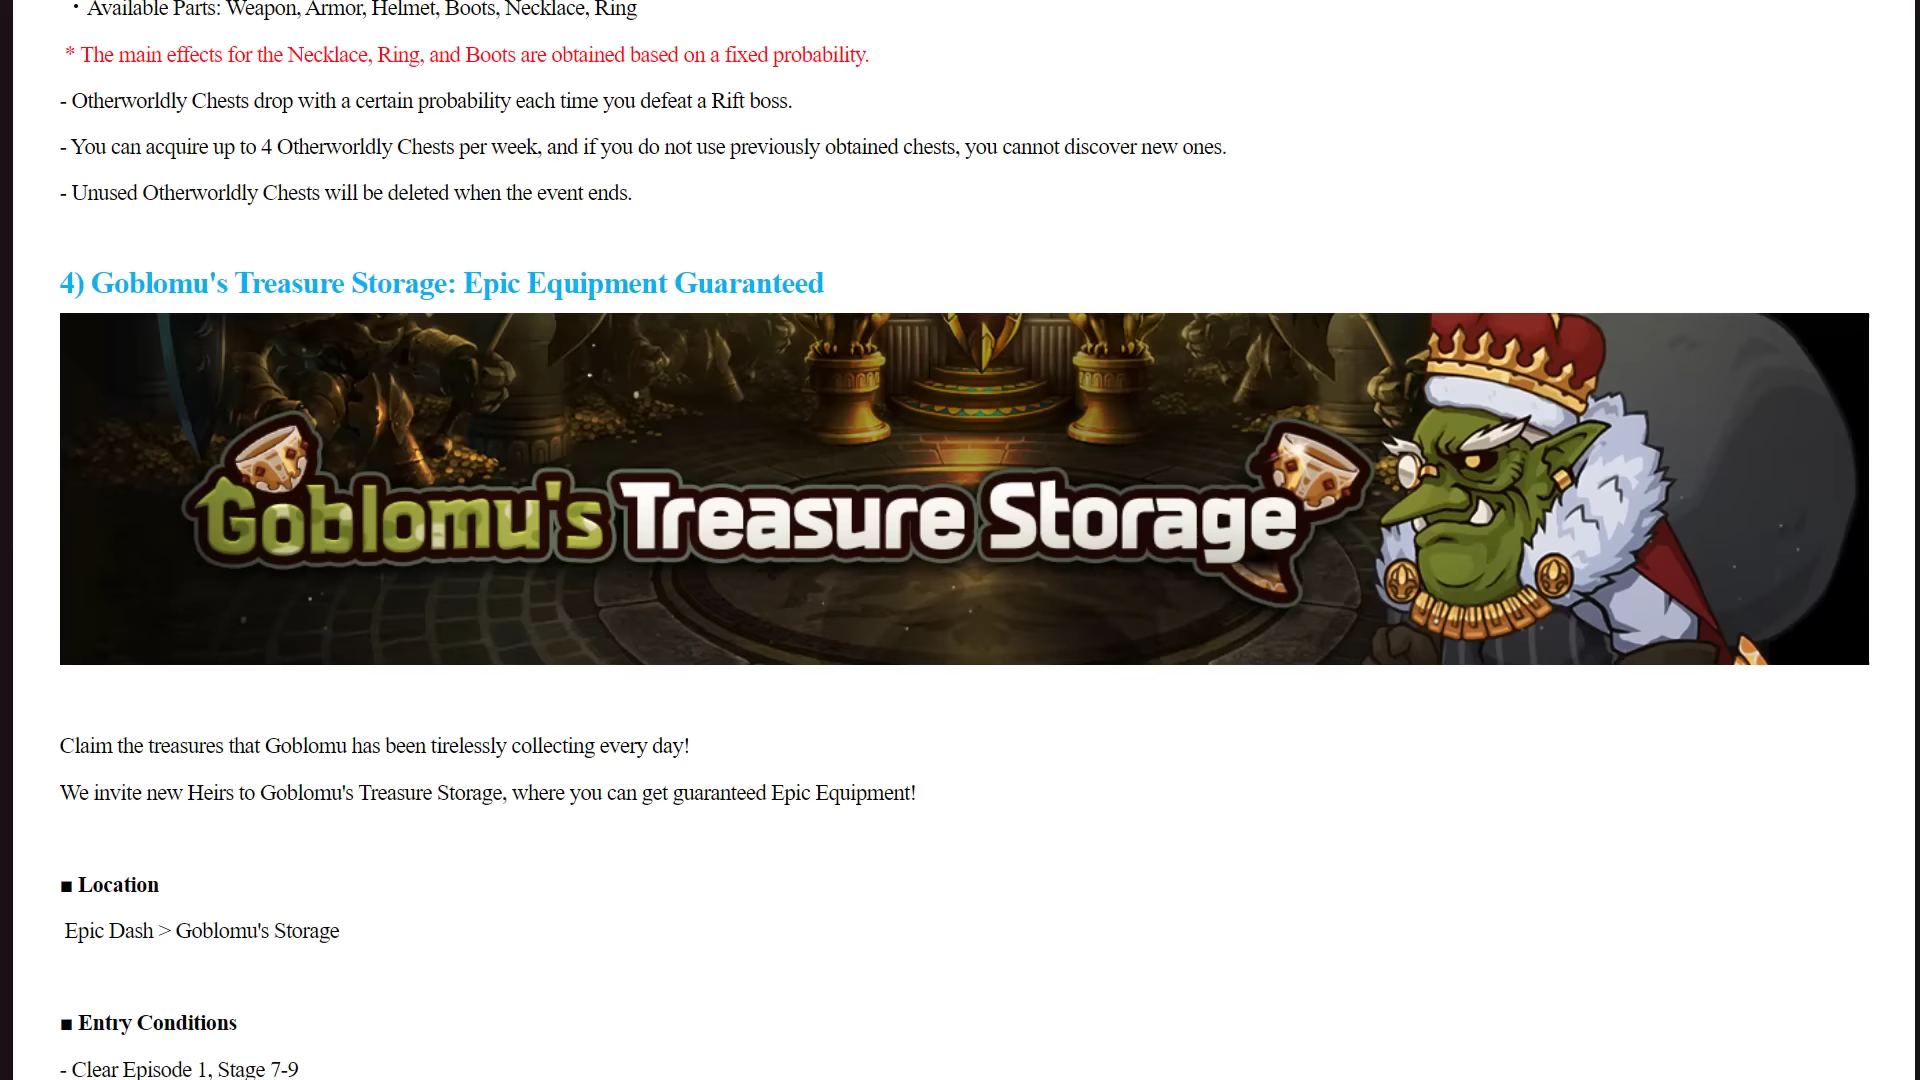 ・Available Parts: Weapon, Armor, Helmet, Boots, Necklace, Ring
* The main effects for the Necklace, Ring, and Boots are obtained based on a fixed probability.
- Otherworldly Chests drop with a certain probability each time you defeat a Rift boss.
- You can acquire up to 4 Otherworldly Chests per week, and if you do not use previously obtained chests, you cannot discover new ones.
- Unused Otherworldly Chests will be deleted when the event ends.
4) Goblomu's Treasure Storage: Epic Equipment Guaranteed
Goblomu's Treasure Storage
Claim the treasures that Goblomu has been tirelessly collecting every day!
We invite new Heirs to Goblomu's Treasure Storage, where you can get guaranteed Epic Equipment!
■ Location
Epic Dash > Goblomu's Storage
■ Entry Conditions
- Clear Episode 1, Stage 7-9